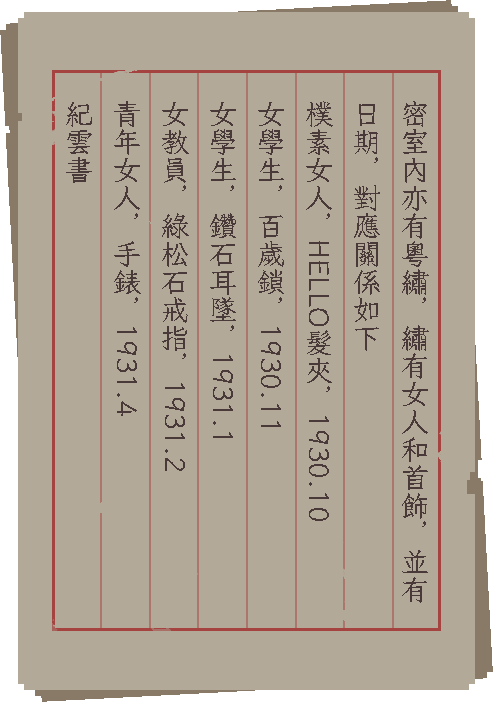 密室內亦有粵繡，繡有女人和首飾，並有
日期，對應關係如下
樸素女人，HELLO髮夾，1930.10
女學生，百歲鎖，1930.11
女學生，鑽石耳墜，1931.1
女教員，綠松石戒指，1931.2
青年女人，手錶，1931.4
紀雲書